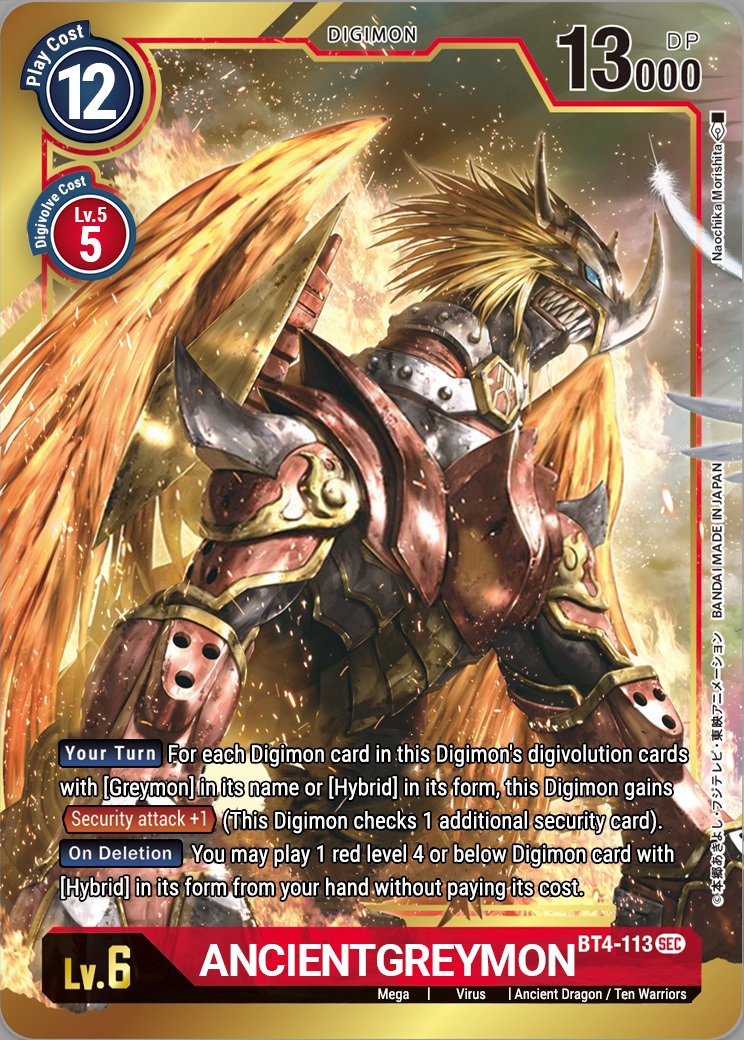 DIGIMON
Play Cost
12
13000
DP
Digivolve Cost
Lv.5
5
Naochika Morishita
BANDAI MADE IN JAPAN
©本郷あきよし・フジテレビ・東映アニメーション
Your Turn For each Digimon card in this Digimon's digivolution cards
with [Greymon] in its name or [Hybrid] in its form, this Digimon gains
Security attack +1 (This Digimon checks 1 additional security card).
On Deletion You may play 1 red level 4 or below Digimon card with
[Hybrid] in its form from your hand without paying its cost.
BT4-113 SEC
Lv.6
ANCIENTGREYMON
Mega | Virus | Ancient Dragon / Ten Warriors